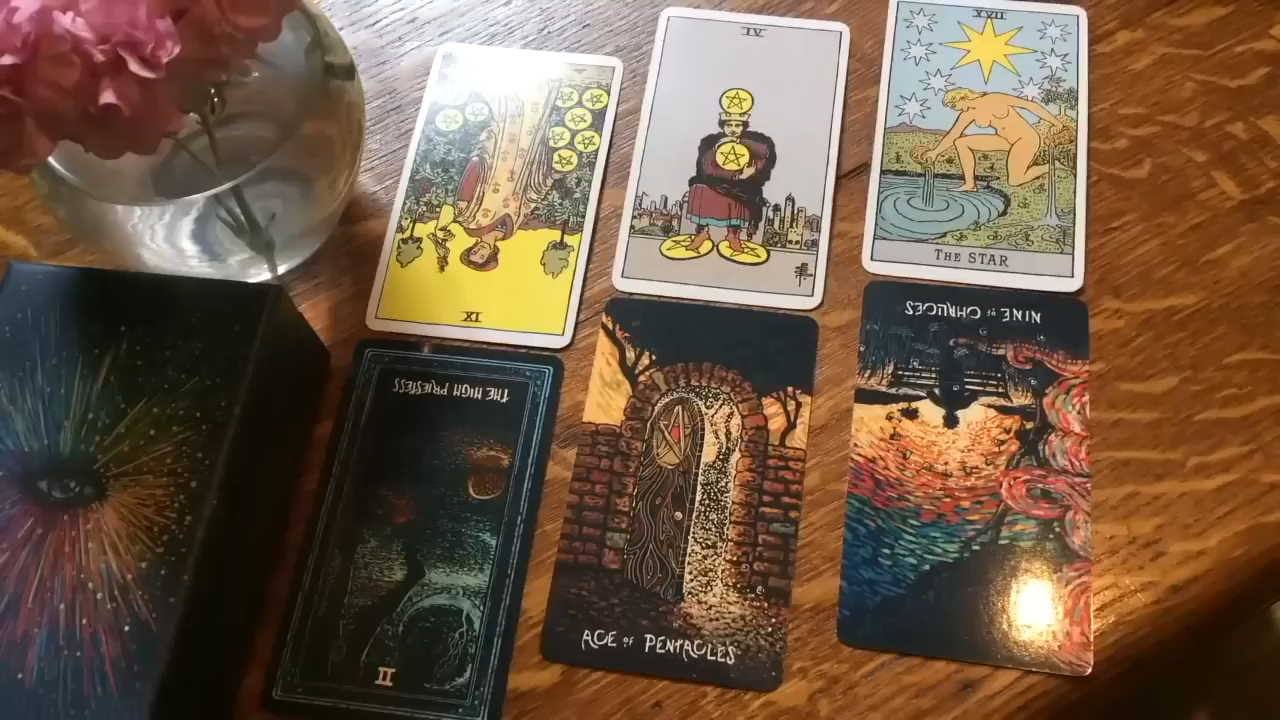 IX
IV
XVII
THE STAR
THE HIGH PRIESTESS
II
ACE OF PENTACLES
NINE OF CHALICES